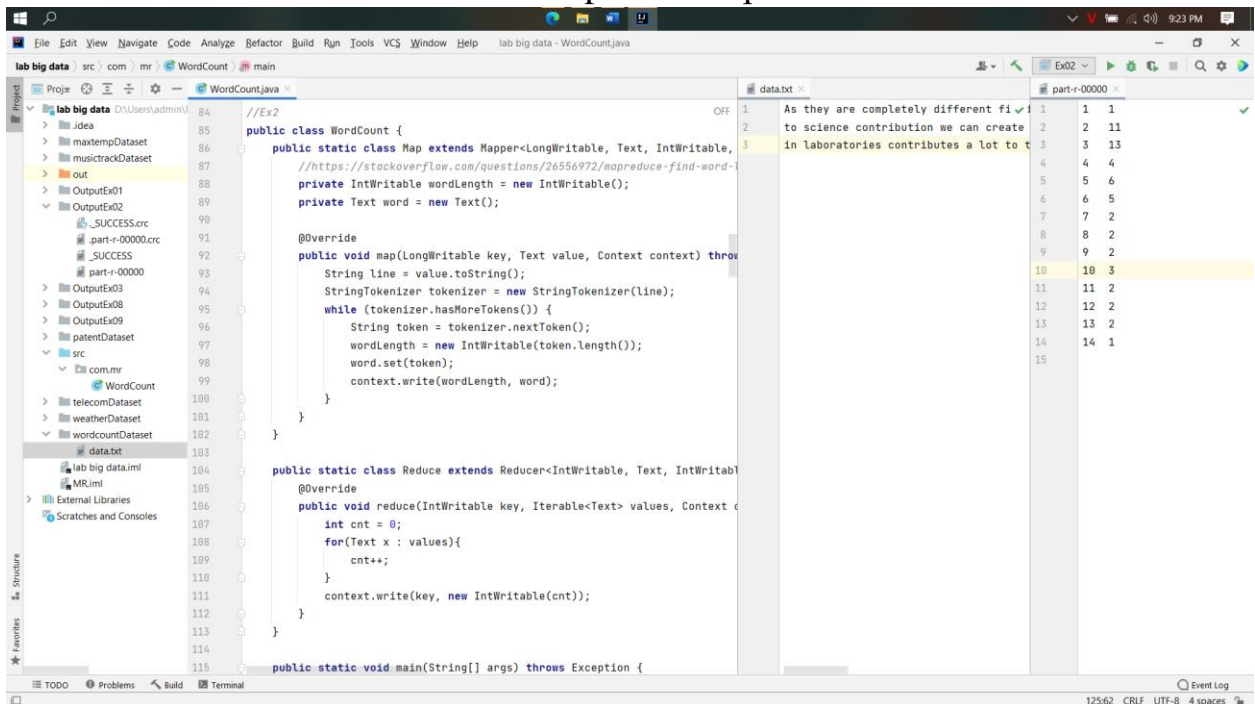 9:23 PM
File Edit View Navigate Code Analyze Refactor Build Run Tools VCS Window Help lab big data - WordCount.java
lab big data src com mr WordCount main
Ex02
Project
Proje
WordCount.java
data.txt
part-r-00000
lab big data D:\Users\admin\l
.idea
maxtempDataset
musictrackDataset
out
OutputEx01
OutputEx02
._SUCCESS.crc
.part-r-00000.crc
_SUCCESS
part-r-00000
OutputEx03
OutputEx08
OutputEx09
patentDataset
src
com.mr
WordCount
telecomDataset
weatherDataset
wordcountDataset
data.txt
lab big data.iml
MR.iml
External Libraries
Scratches and Consoles
Structure
Favorites
OFF
84 //Ex2
85 public class WordCount {
86 public static class Map extends Mapper<LongWritable, Text, IntWritable,
87 //https://stackoverflow.com/questions/26556972/mapreduce-find-word-l
88 private IntWritable wordLength = new IntWritable();
89 private Text word = new Text();
90
91 @Override
92 public void map(LongWritable key, Text value, Context context) throw
93 String line = value.toString();
94 StringTokenizer tokenizer = new StringTokenizer(line);
95 while (tokenizer.hasMoreTokens()) {
96 String token = tokenizer.nextToken();
97 wordLength = new IntWritable(token.length());
98 word.set(token);
99 context.write(wordLength, word);
100 }
101 }
102 }
103
104 public static class Reduce extends Reducer<IntWritable, Text, IntWritabl
105 @Override
106 public void reduce(IntWritable key, Iterable<Text> values, Context c
107 int cnt = 0;
108 for(Text x : values){
109 cnt++;
110 }
111 context.write(key, new IntWritable(cnt));
112 }
113 }
114
115 public static void main(String[] args) throws Exception {
1 As they are completely different fi
2 to science contribution we can create
3 in laboratories contributes a lot to t
1 1 1
2 2 11
3 3 13
4 4 4
5 5 6
6 6 5
7 7 2
8 8 2
9 9 2
10 10 3
11 11 2
12 12 2
13 13 2
14 14 1
15
TODO Problems Build Terminal
Event Log
125:62 CRLF UTF-8 4 spaces